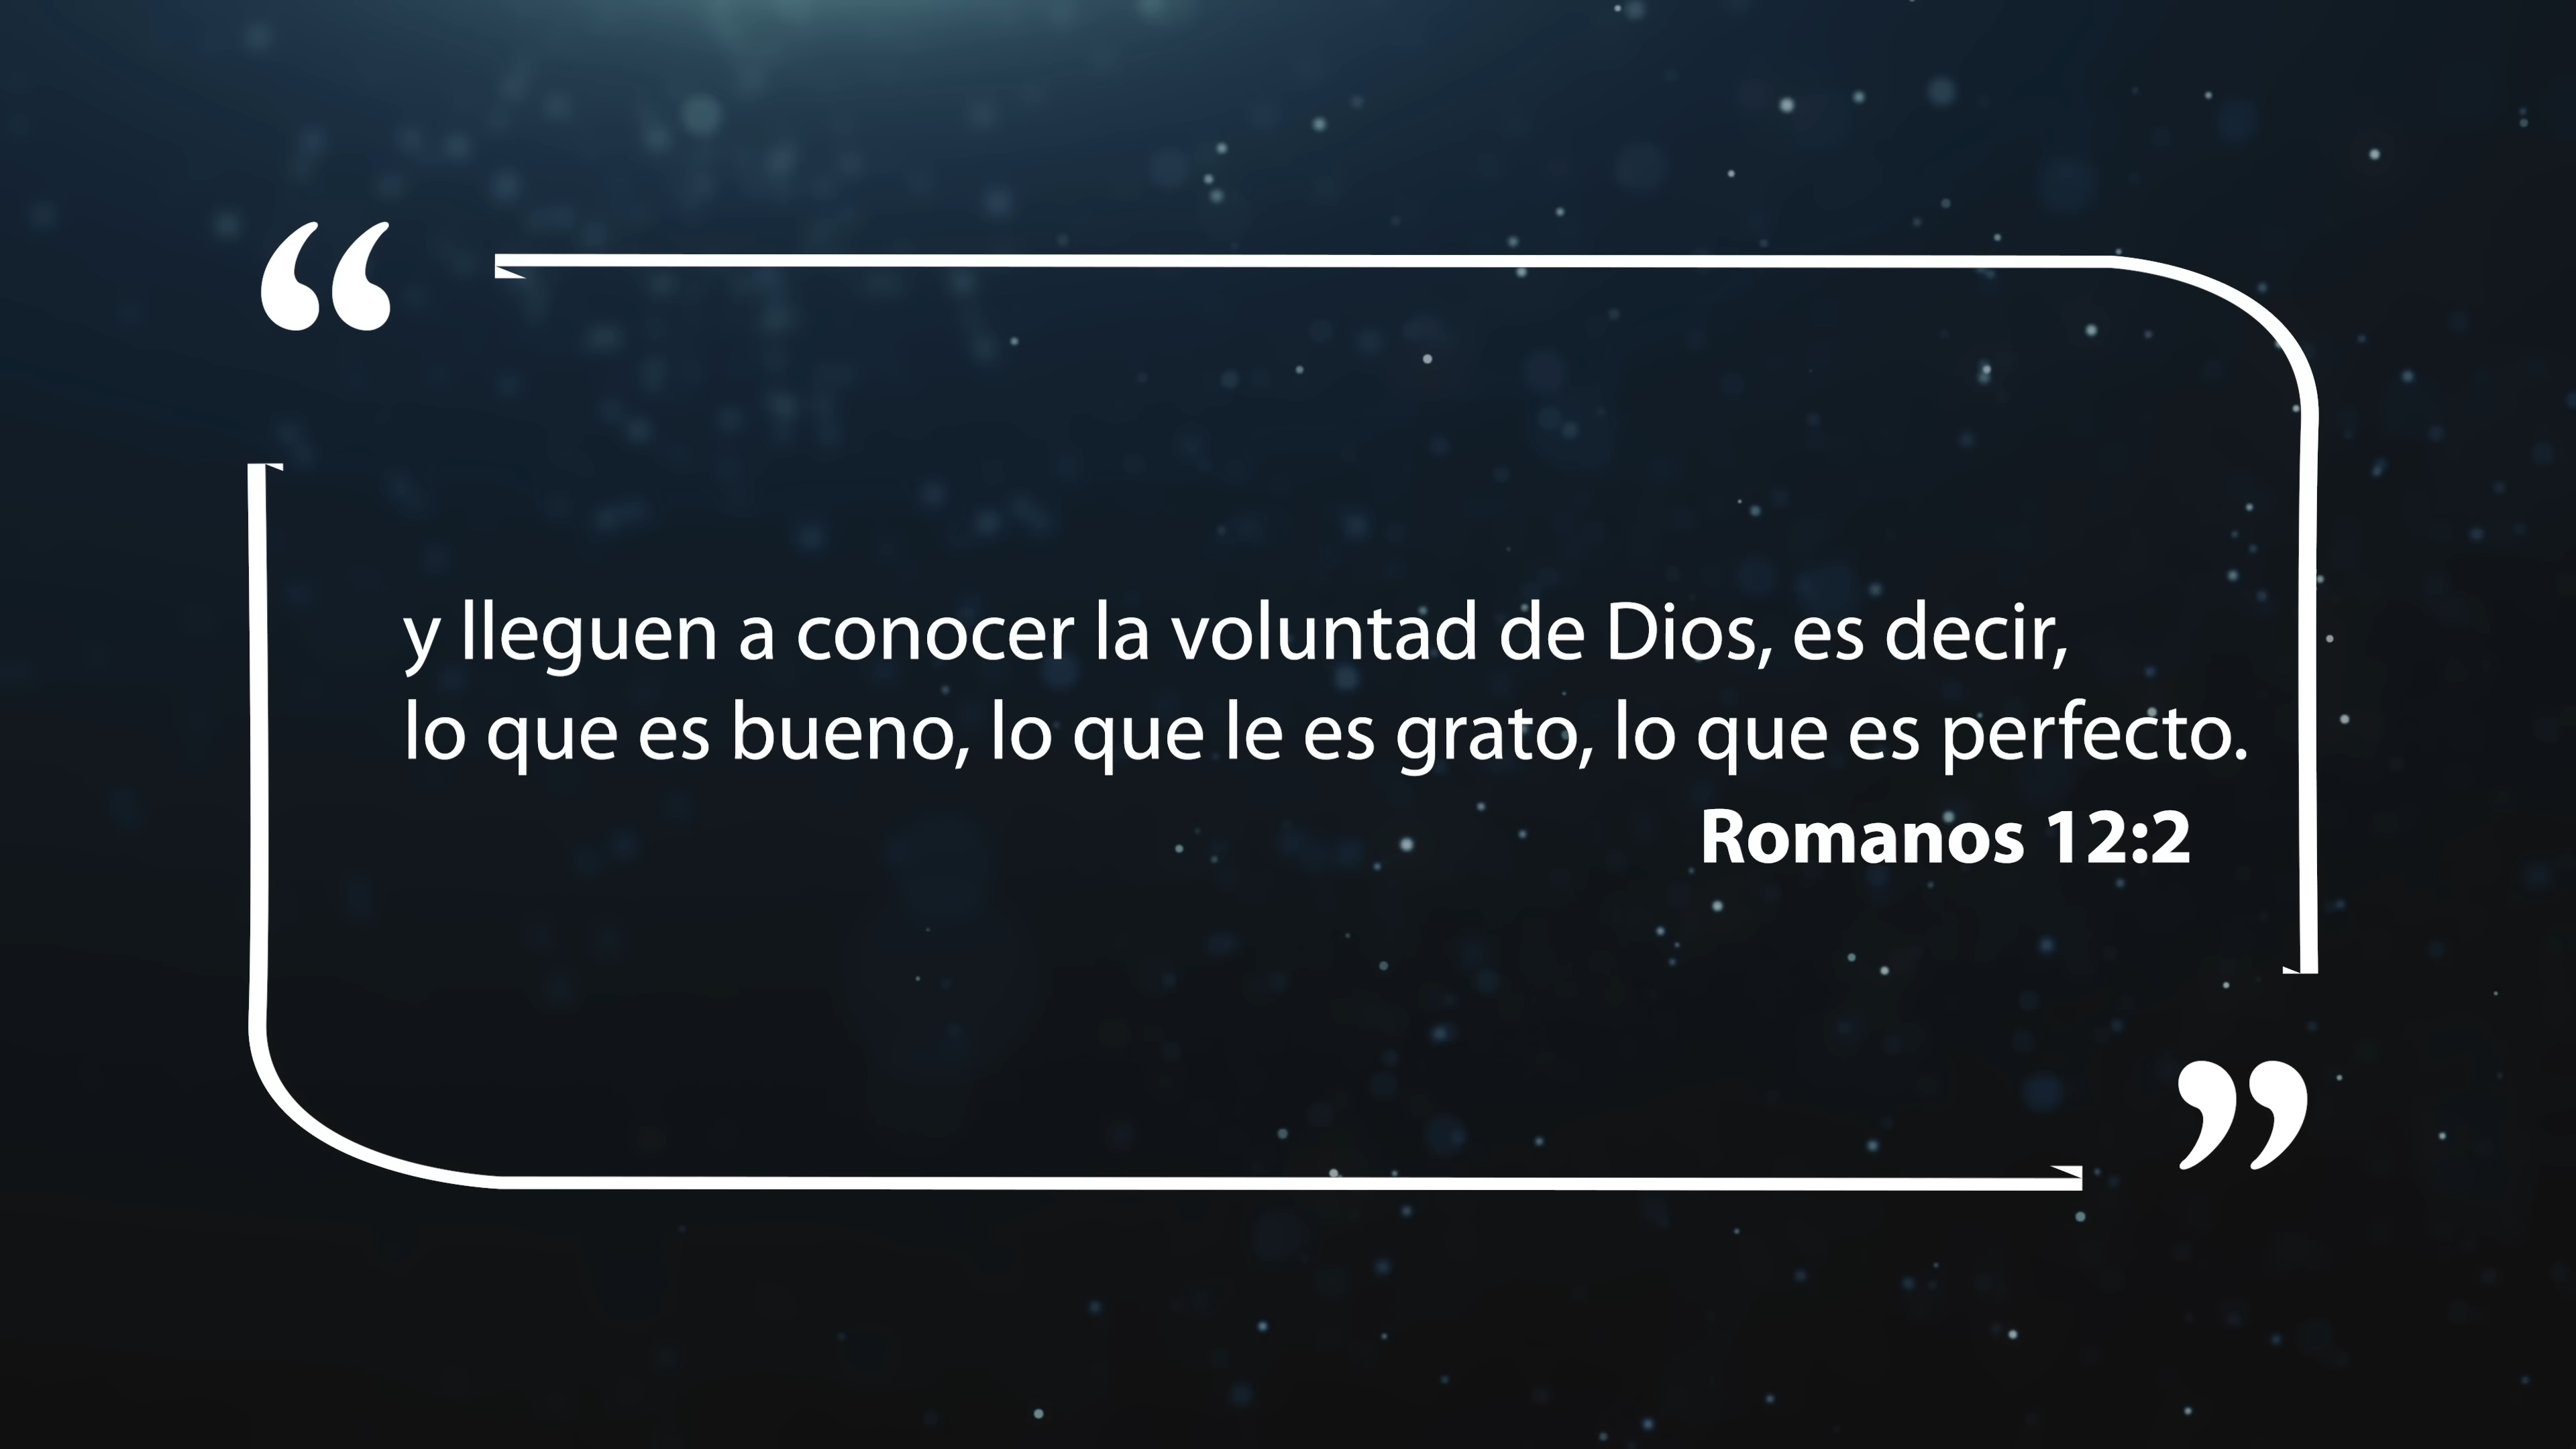 “
y lleguen a conocer la voluntad de Dios, es decir,
lo que es bueno, lo que le es grato, lo que es perfecto.
Romanos 12:2
”